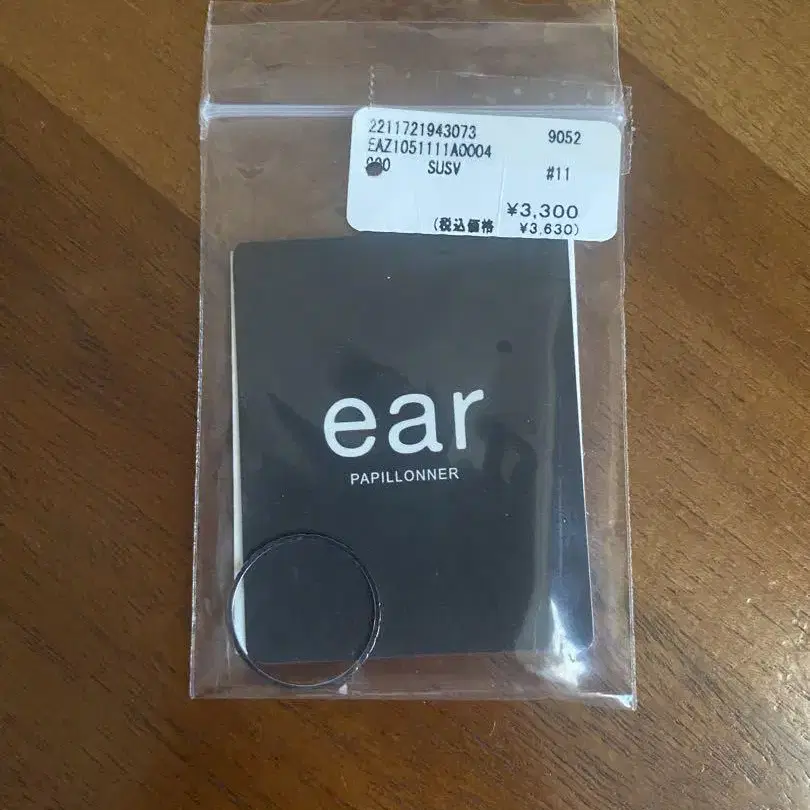 2211721943073 9052
EAZ1051111A0004
SUSV #11
¥3,300
(税込価格 ¥3,630)
ear
PAPILLONNER